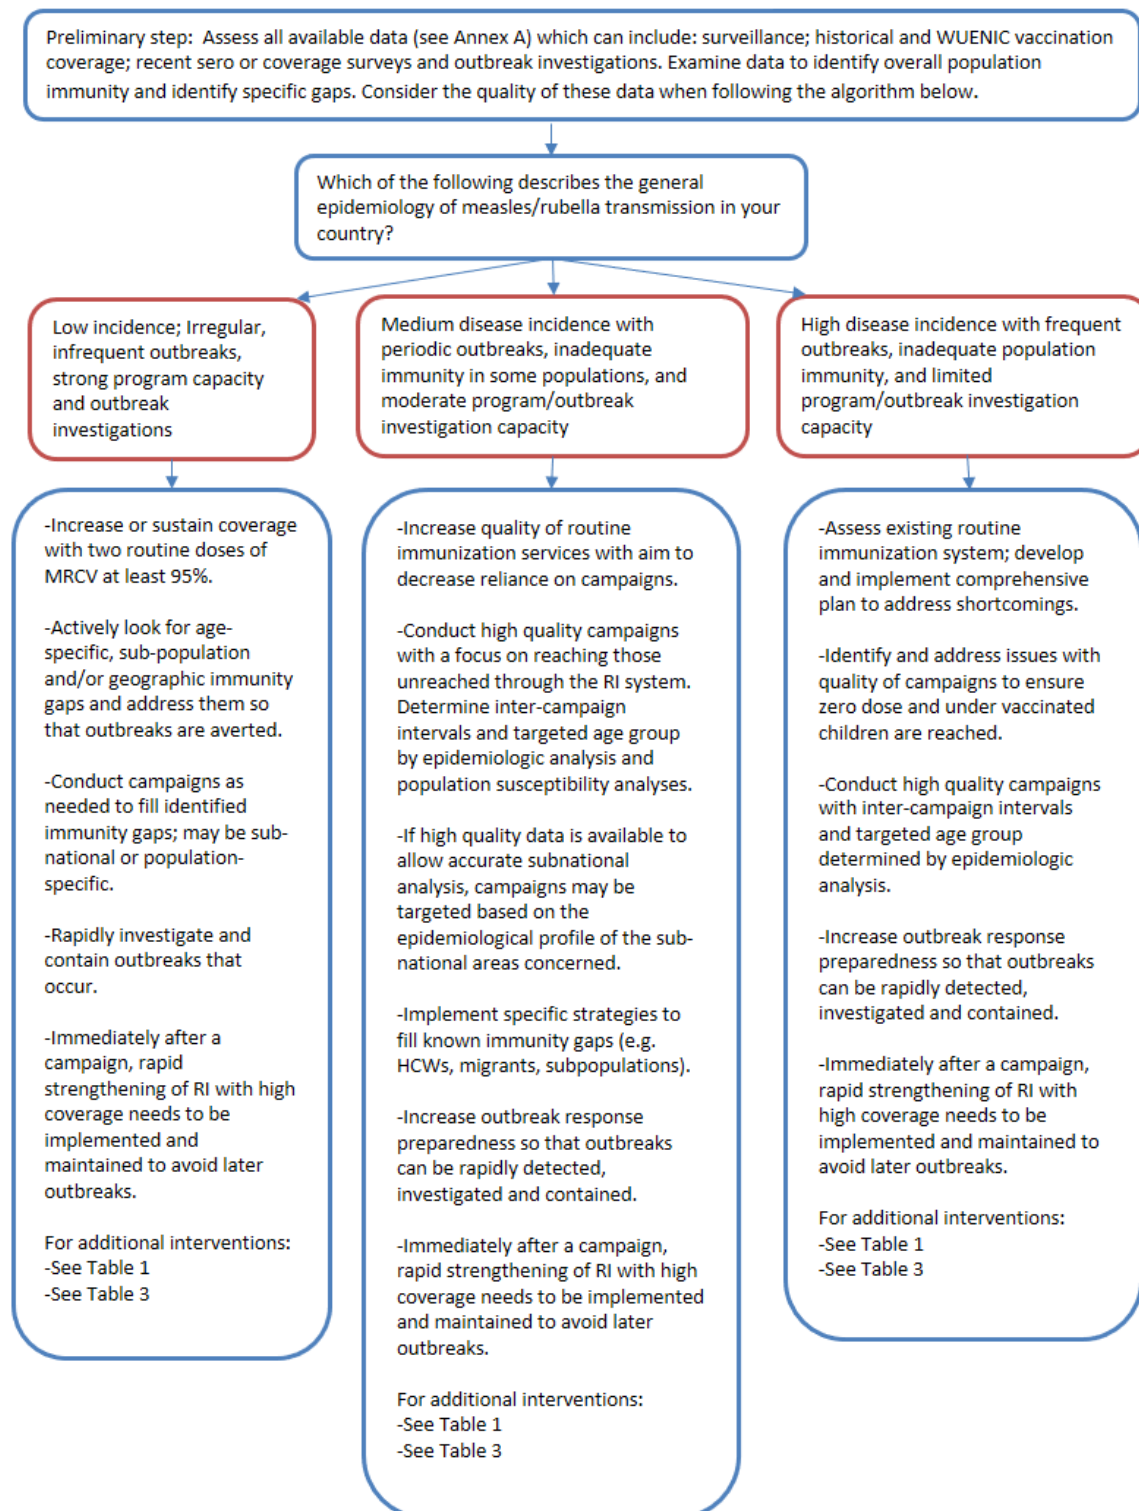 Preliminary step: Assess all available data (see Annex A) which can include: surveillance; historical and WUENIC vaccination
coverage; recent sero or coverage surveys and outbreak investigations. Examine data to identify overall population
immunity and identify specific gaps. Consider the quality of these data when following the algorithm below.
Which of the following describes the general
epidemiology of measles/rubella transmission in your
country?
Low incidence; Irregular,
infrequent outbreaks,
strong program capacity
and outbreak
investigations
Medium disease incidence with
periodic outbreaks, inadequate
immunity in some populations, and
moderate program/outbreak
investigation capacity
High disease incidence with frequent
outbreaks, inadequate population
immunity, and limited
program/outbreak investigation
capacity
-Increase or sustain coverage
with two routine doses of
MRCV at least 95%.
-Actively look for age-
specific, sub-population
and/or geographic immunity
gaps and address them so
that outbreaks are averted.
-Conduct campaigns as
needed to fill identified
immunity gaps; may be sub-
national or population-
specific.
-Rapidly investigate and
contain outbreaks that
occur.
-Immediately after a
campaign, rapid
strengthening of RI with high
coverage needs to be
implemented and
maintained to avoid later
outbreaks.
For additional interventions:
-See Table 1
-See Table 3
-Increase quality of routine
immunization services with aim to
decrease reliance on campaigns.
-Conduct high quality campaigns
with a focus on reaching those
unreached through the RI system.
Determine inter-campaign
intervals and targeted age group
by epidemiologic analysis and
population susceptibility analyses.
-If high quality data is available to
allow accurate subnational
analysis, campaigns may be
targeted based on the
epidemiological profile of the sub-
national areas concerned.
-Implement specific strategies to
fill known immunity gaps (e.g.
HCWs, migrants, subpopulations).
-Increase outbreak response
preparedness so that outbreaks
can be rapidly detected,
investigated and contained.
-Immediately after a campaign,
rapid strengthening of RI with high
coverage needs to be implemented
and maintained to avoid later
outbreaks.
For additional interventions:
-See Table 1
-See Table 3
-Assess existing routine
immunization system; develop
and implement comprehensive
plan to address shortcomings.
-Identify and address issues with
quality of campaigns to ensure
zero dose and under vaccinated
children are reached.
-Conduct high quality campaigns
with inter-campaign intervals
and targeted age group
determined by epidemiologic
analysis.
-Increase outbreak response
preparedness so that outbreaks
can be rapidly detected,
investigated and contained.
-Immediately after a campaign,
rapid strengthening of RI with
high coverage needs to be
implemented and maintained to
avoid later outbreaks.
For additional interventions:
-See Table 1
-See Table 3